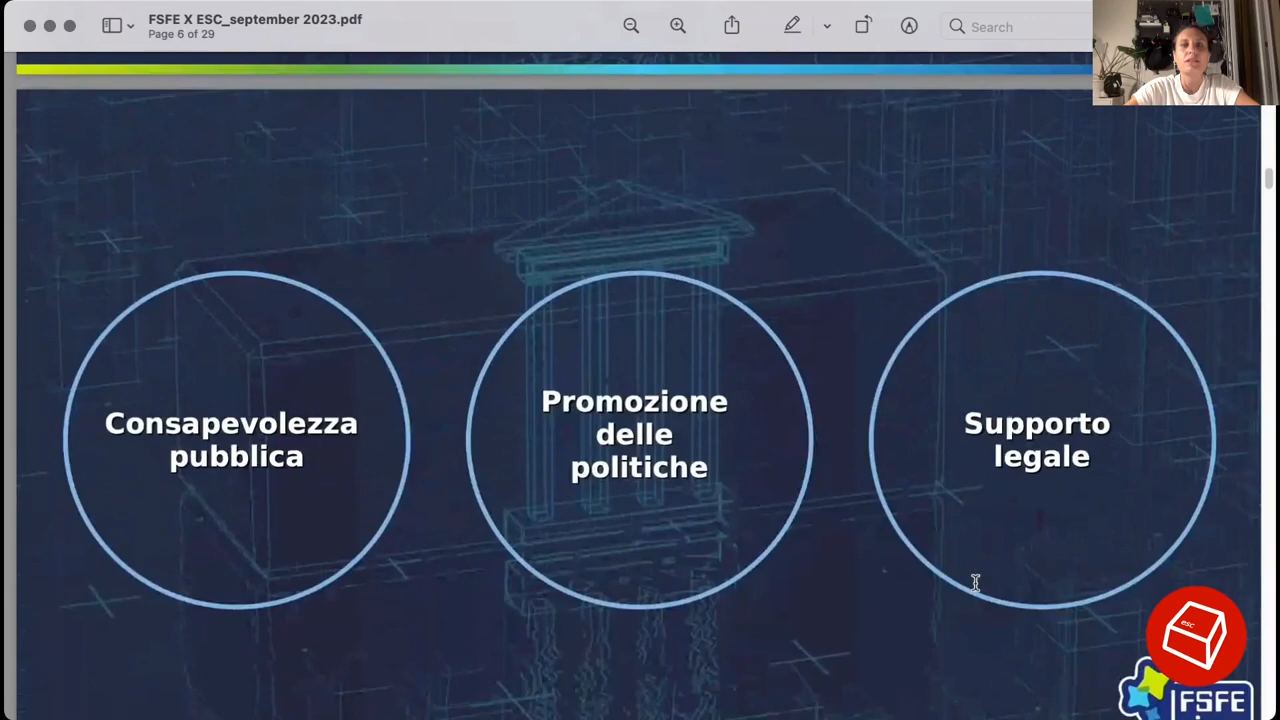 FSFE X ESC_september 2023.pdf
Page 6 of 29
Search
Consapevolezza
pubblica
Promozione
delle
politiche
Supporto
legale
esc
FSFE